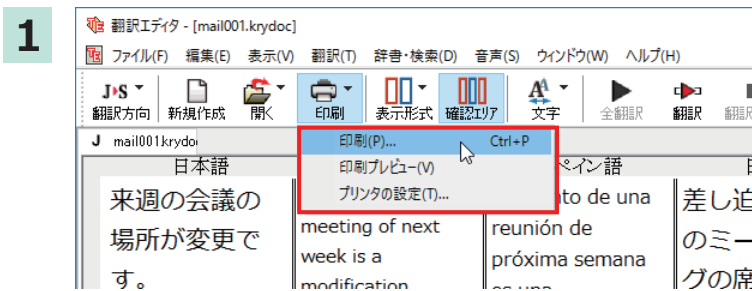 1
翻訳エディタ - [mail001.krydoc]
ファイル(F) 編集(E) 表示(V) 翻訳(T) 辞書・検索(D) 音声(S) ウィンドウ(W) ヘルプ(H)
J▸S
翻訳方向 新規作成 開く 印刷 表示形式 確認エリア 文字 全翻訳 翻訳 翻訳
J mail001.krydo
印刷(P)... Ctrl+P
印刷プレビュー(V)
プリンタの設定(T)...
日本語
ペイン語
来週の会議の
場所が変更で
す。
meeting of next
week is a
modification
to de una
reunión de
próxima semana
es una
差し迫
のミー
グの席